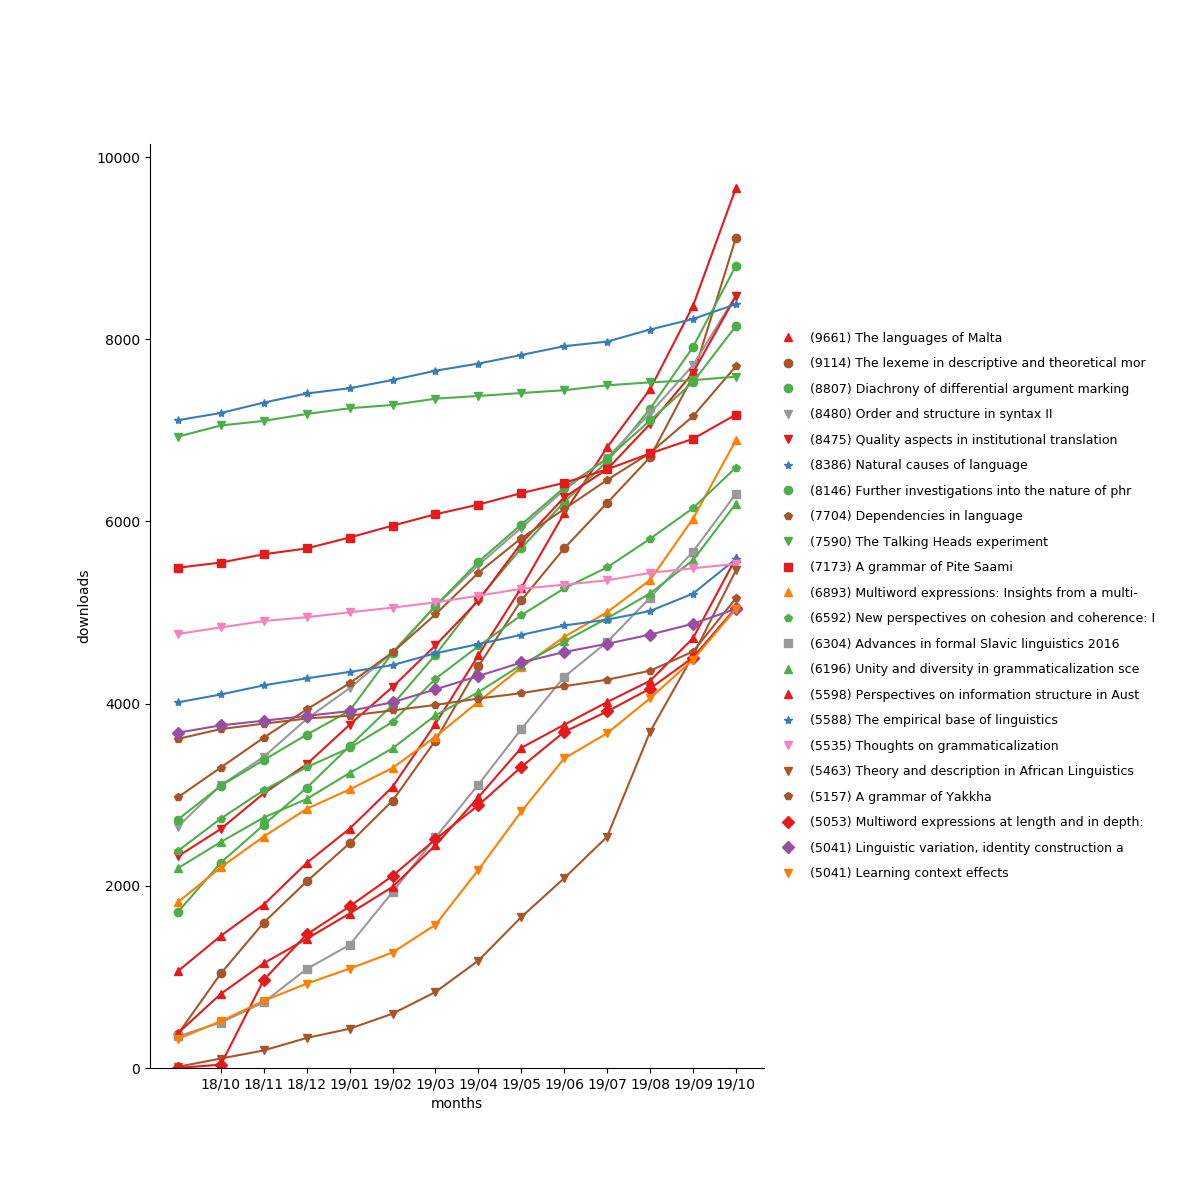 10000
8000
6000
4000
2000
0
downloads
18/10 18/11 18/12 19/01 19/02 19/03 19/04 19/05 19/06 19/07 19/08 19/09 19/10
months
(9661) The languages of Malta
(9114) The lexeme in descriptive and theoretical mor
(8807) Diachrony of differential argument marking
(8480) Order and structure in syntax II
(8475) Quality aspects in institutional translation
(8386) Natural causes of language
(8146) Further investigations into the nature of phr
(7704) Dependencies in language
(7590) The Talking Heads experiment
(7173) A grammar of Pite Saami
(6893) Multiword expressions: Insights from a multi-
(6592) New perspectives on cohesion and coherence: I
(6304) Advances in formal Slavic linguistics 2016
(6196) Unity and diversity in grammaticalization sce
(5598) Perspectives on information structure in Aust
(5588) The empirical base of linguistics
(5535) Thoughts on grammaticalization
(5463) Theory and description in African Linguistics
(5157) A grammar of Yakkha
(5053) Multiword expressions at length and in depth:
(5041) Linguistic variation, identity construction a
(5041) Learning context effects